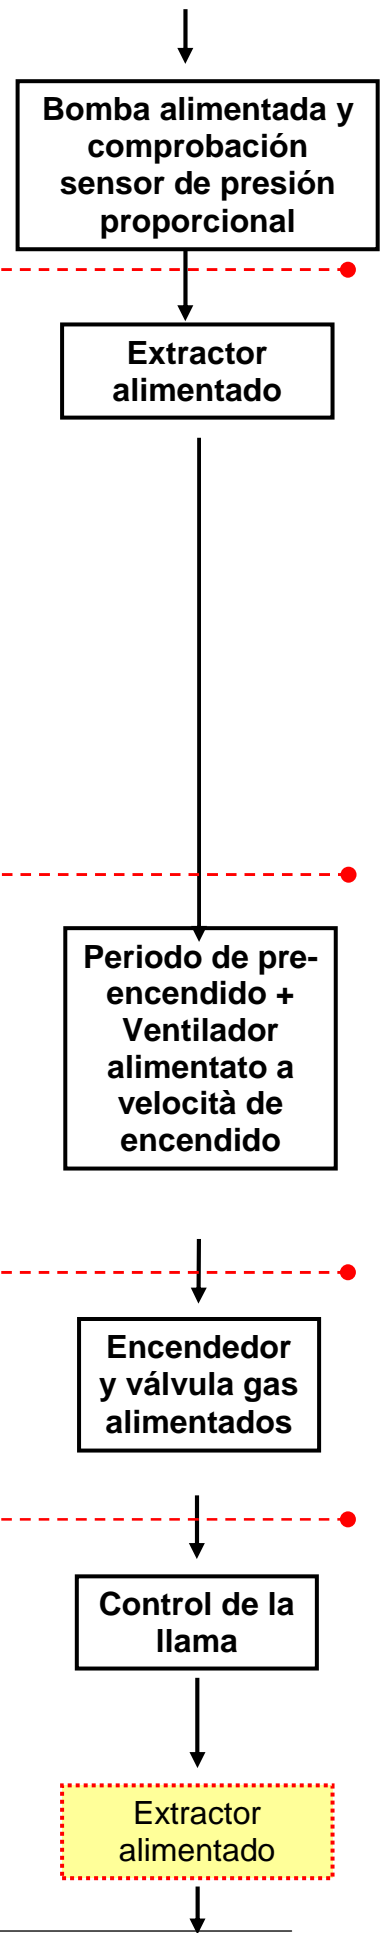 Bomba alimentada y
comprobación
sensor de presión
proporcional
Extractor
alimentado
Periodo de pre-
encendido +
Ventilador
alimentato a
velocità de
encendido
Encendedor
y válvula gas
alimentados
Control de la
llama
Extractor
alimentado